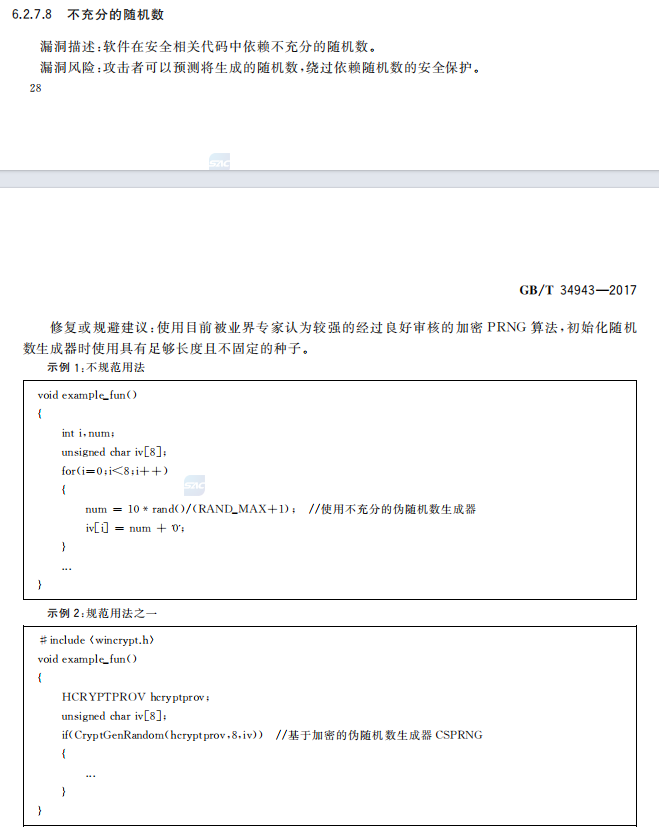 6.2.7.8 不充分的随机数
漏洞描述:软件在安全相关代码中依赖不充分的随机数。
漏洞风险:攻击者可以预测将生成的随机数,绕过依赖随机数的安全保护。
28
SAC
GB/T 34943—2017
修复或规避建议:使用目前被业界专家认为较强的经过良好审核的加密 PRNG 算法,初始化随机
数生成器时使用具有足够长度且不固定的种子。
示例 1:不规范用法
void example_fun()
{
int i,num;
unsigned char iv[8];
for(i=0;i<8;i++)
{
SAC
num = 10 * rand()/(RAND_MAX+1); //使用不充分的伪随机数生成器
iv[i] = num + '0';
}
...
}
示例 2:规范用法之一
#include <wincrypt.h>
void example_fun()
{
HCRYPTPROV hcryptprov;
unsigned char iv[8];
if(CryptGenRandom(hcryptprov,8,iv)) //基于加密的伪随机数生成器 CSPRNG
{
...
}
}